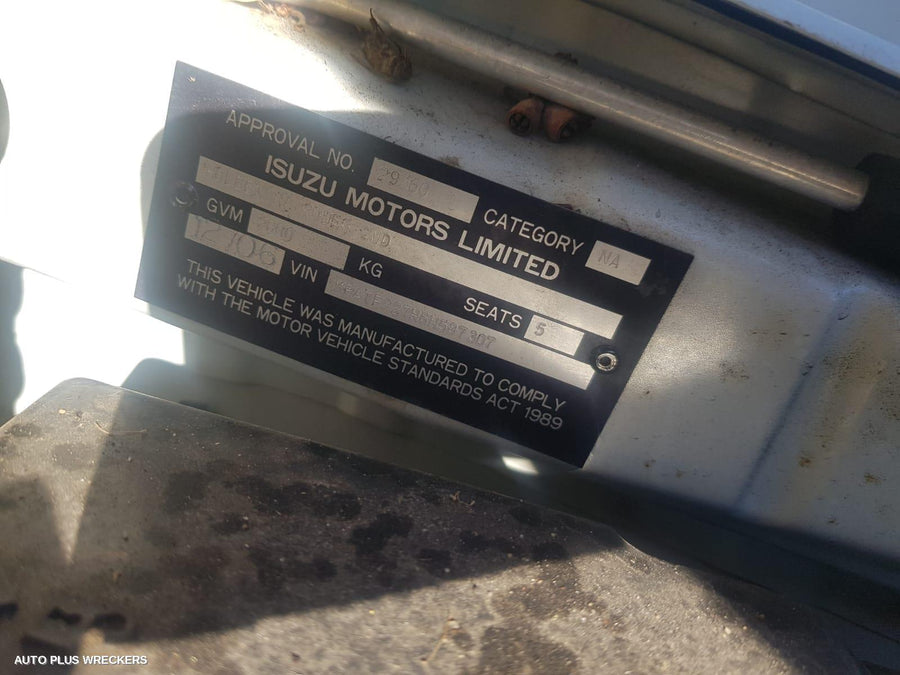 APPROVAL NO. CATEGORY NA
ISUZU MOTORS LIMITED
GVM KG SEATS 5
12/06 VIN
THIS VEHICLE WAS MANUFACTURED TO COMPLY
WITH THE MOTOR VEHICLE STANDARDS ACT 1989
AUTO PLUS WRECKERS